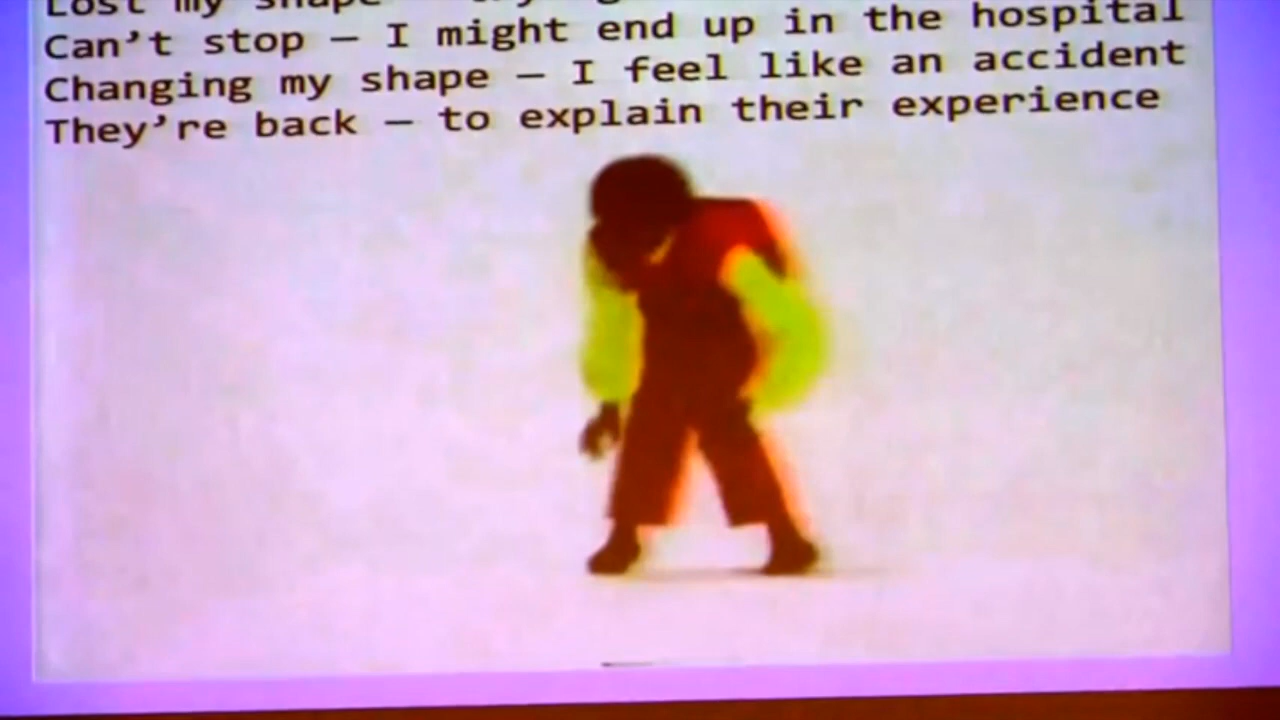 Lost my shape –
Can’t stop – I might end up in the hospital
Changing my shape – I feel like an accident
They’re back – to explain their experience